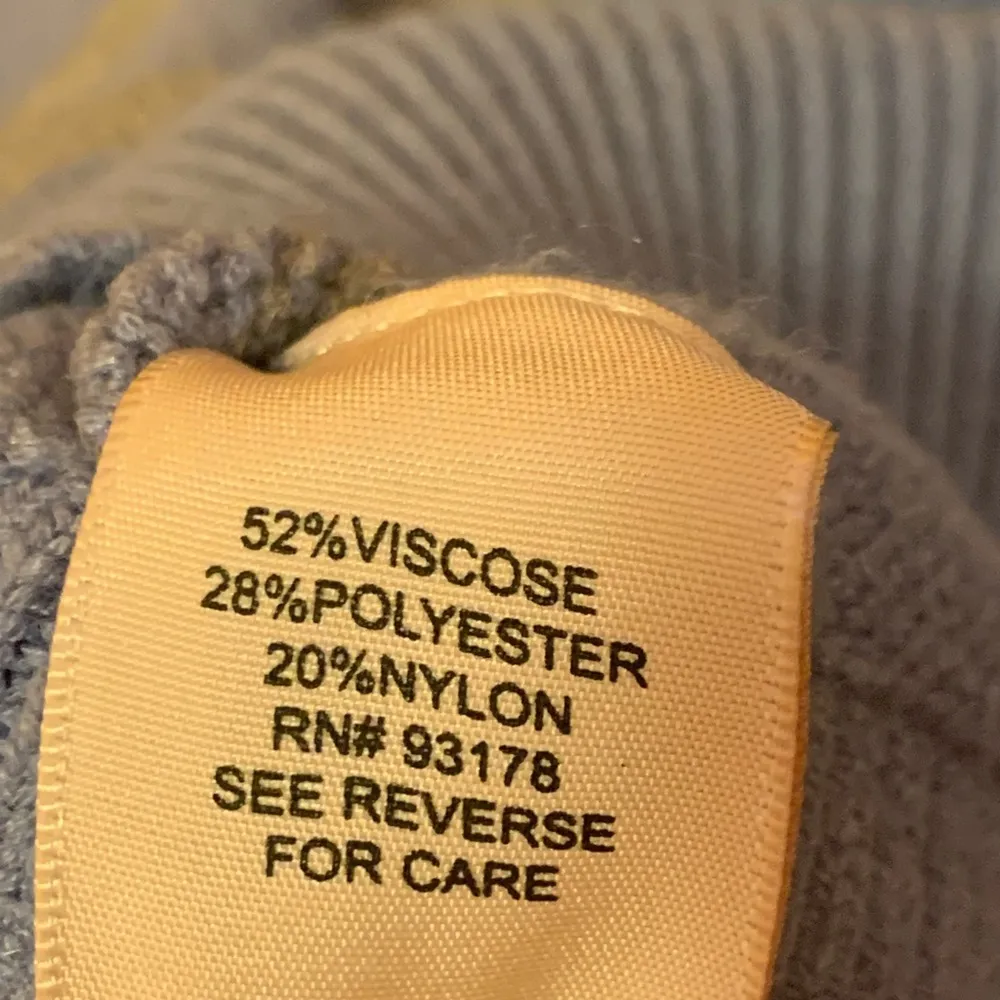 52%VISCOSE
28%POLYESTER
20%NYLON
RN# 93178
SEE REVERSE
FOR CARE